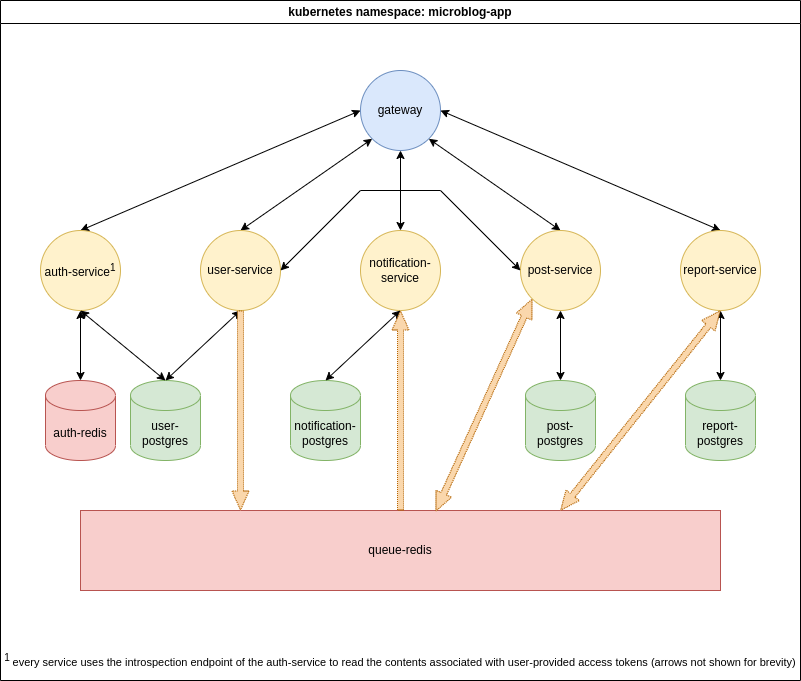 kubernetes namespace: microblog-app
gateway
auth-service1
user-service
notification-
service
post-service
report-service
auth-redis
user-
postgres
notification-
postgres
post-
postgres
report-
postgres
queue-redis
1 every service uses the introspection endpoint of the auth-service to read the contents associated with user-provided access tokens (arrows not shown for brevity)